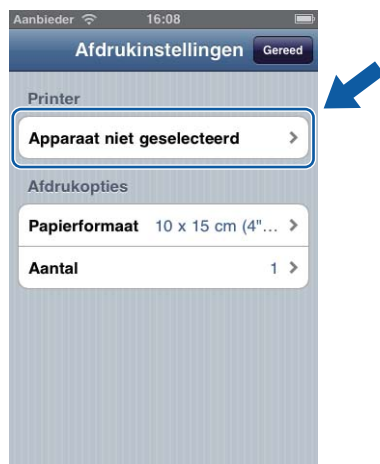 Aanbieder 16:08
Afdrukinstellingen Gereed
Printer
Apparaat niet geselecteerd
Afdrukopties
Papierformaat 10 x 15 cm (4"...
Aantal 1